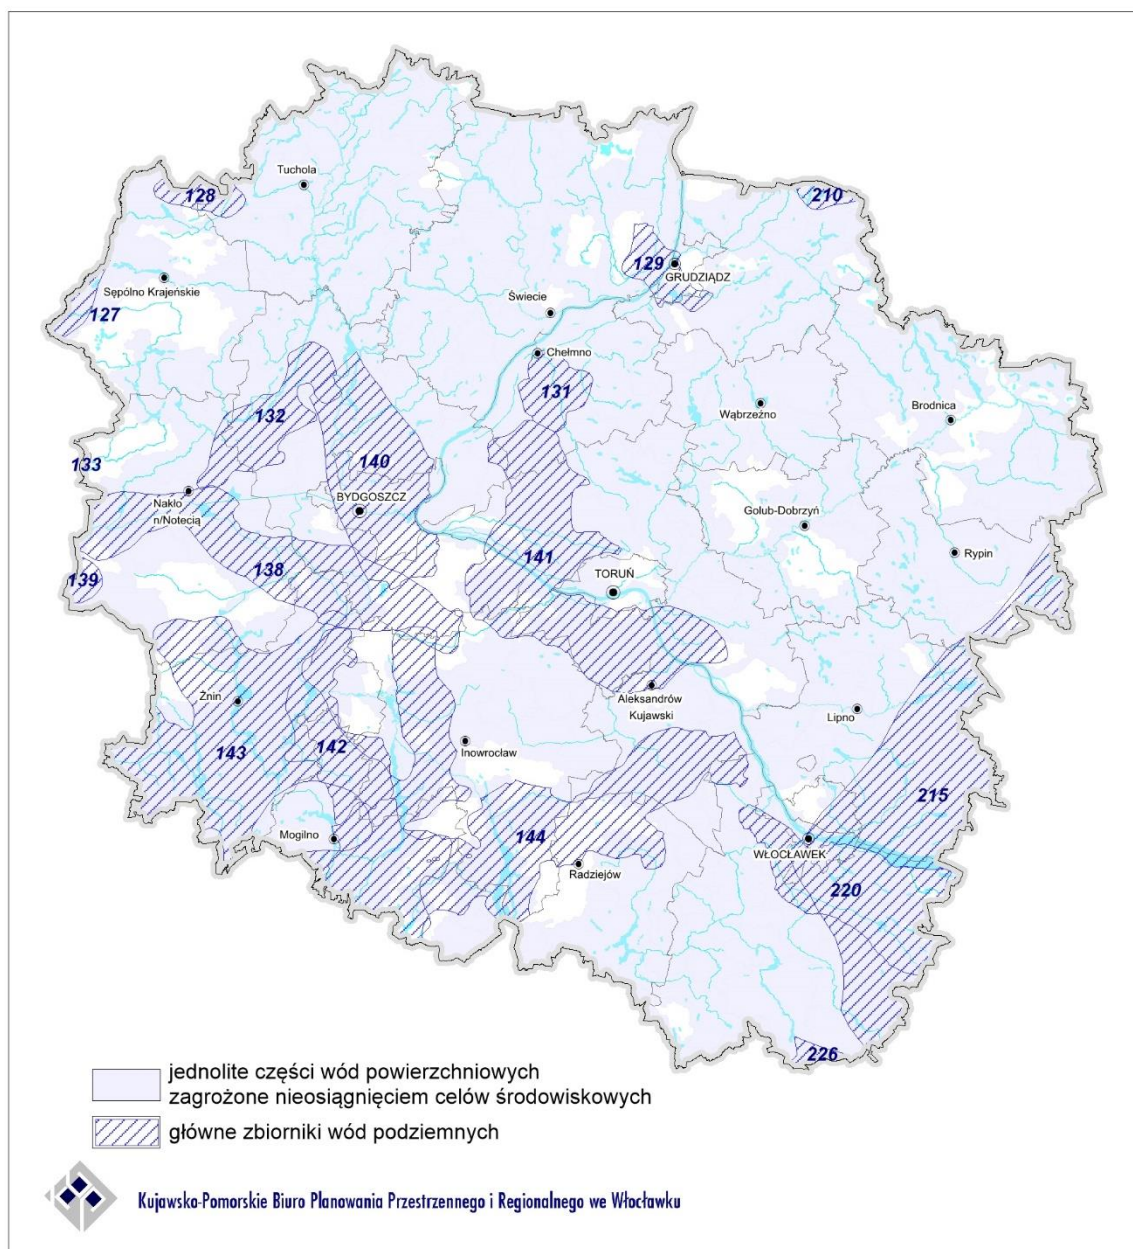 Tuchola
128
210
129
GRUDZIĄDZ
Sępólno Krajeńskie
127
Świecie
Chełmno
131
132
Wąbrzeźno
Brodnica
133
140
Nakło
n/Notecią
BYDGOSZCZ
Golub-Dobrzyń
Rypin
139
138
141
TORUŃ
Żnin
Aleksandrów
Kujawski
Lipno
143
142
Inowrocław
215
Mogilno
144
Radziejów
WŁOCŁAWEK
220
226
jednolite części wód powierzchniowych
zagrożone nieosiągnięciem celów środowiskowych
główne zbiorniki wód podziemnych
Kujawsko-Pomorskie Biuro Planowania Przestrzennego i Regionalnego we Włocławku